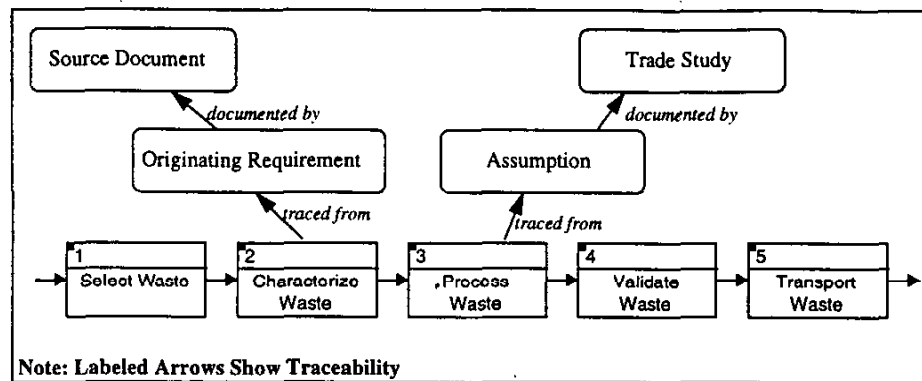 Source Document
Trade Study
documented by
documented by
Originating Requirement
Assumption
traced from
traced from
1
Select Waste
2
Characterize
Waste
3
Process
Waste
4
Validate
Waste
5
Transport
Waste
Note: Labeled Arrows Show Traceability